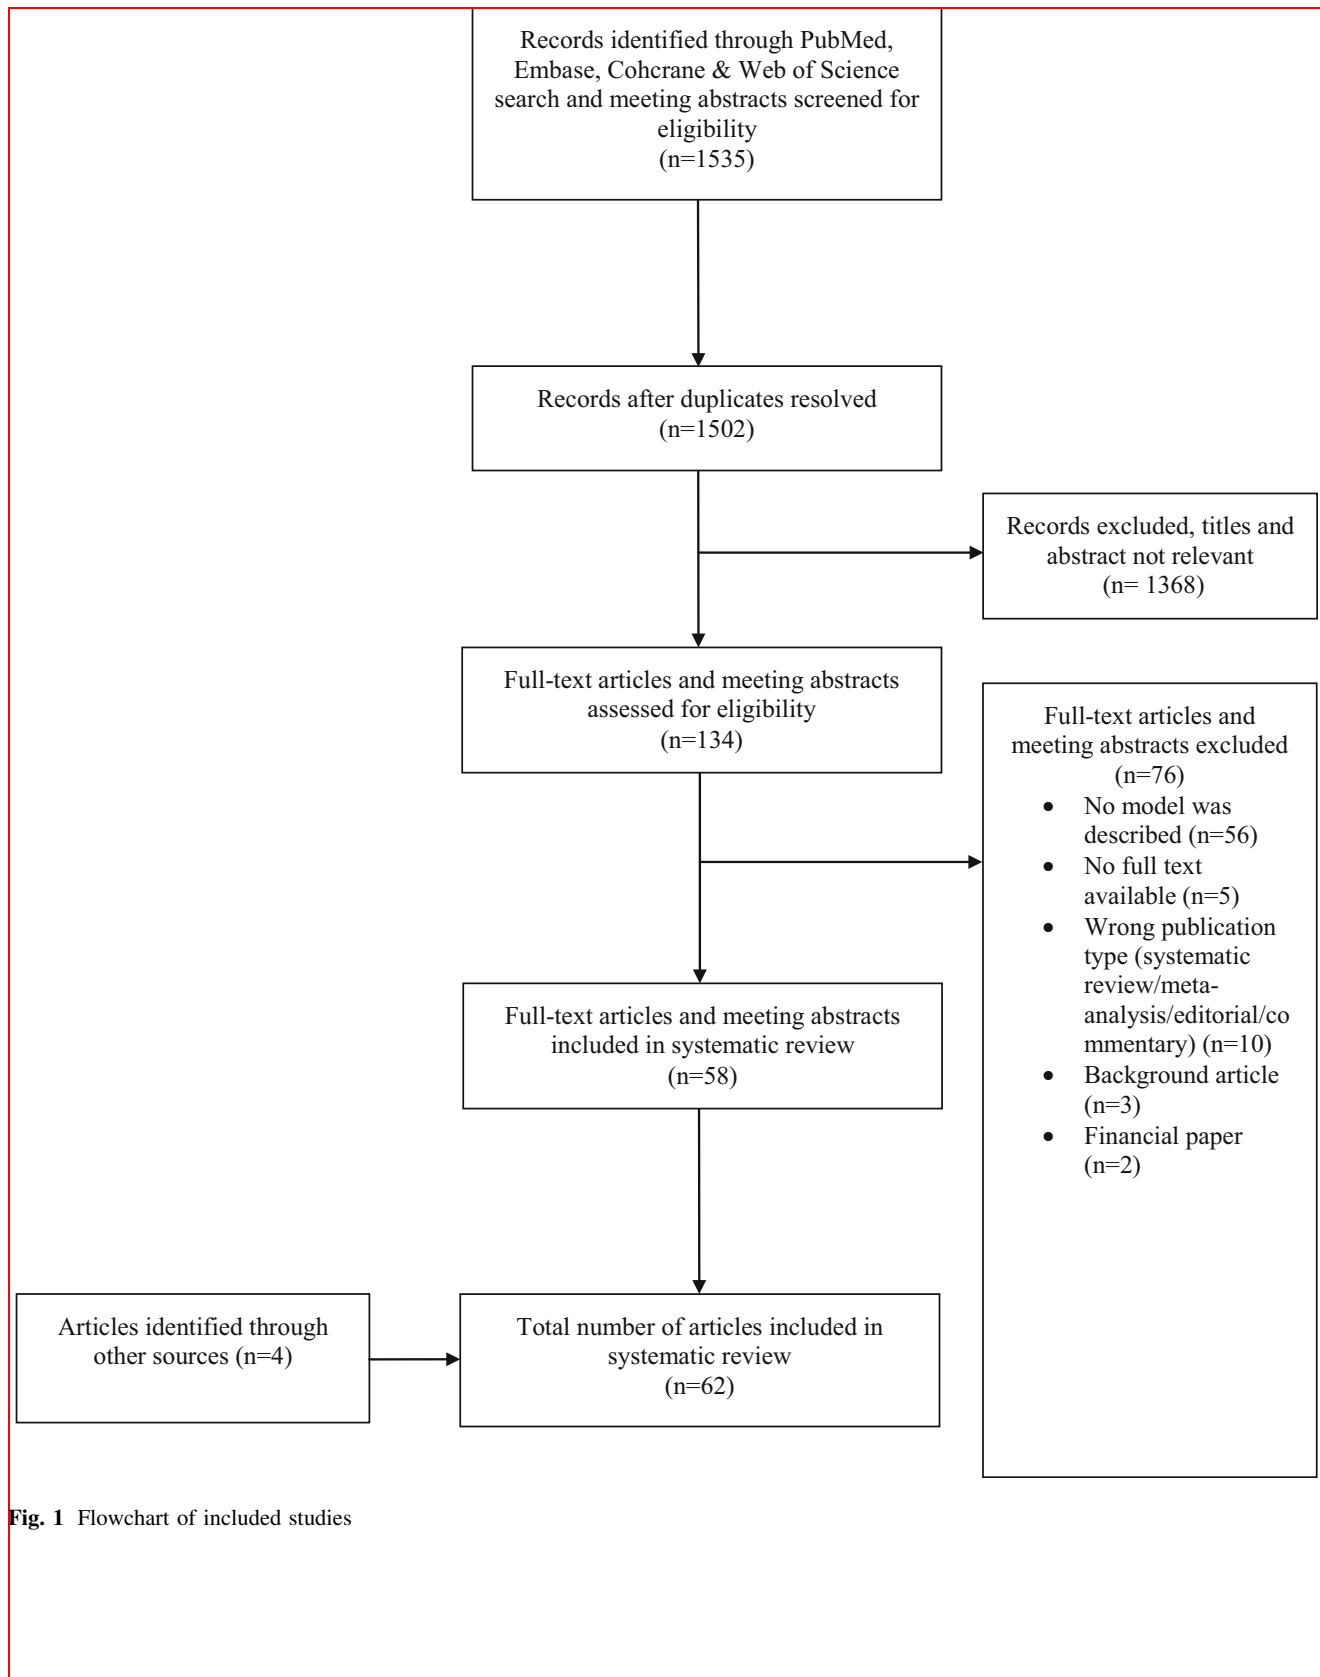 Records identified through PubMed,
Embase, Cohcrane & Web of Science
search and meeting abstracts screened for
eligibility
(n=1535)
Records after duplicates resolved
(n=1502)
Records excluded, titles and
abstract not relevant
(n= 1368)
Full-text articles and meeting abstracts
assessed for eligibility
(n=134)
Full-text articles and
meeting abstracts excluded
(n=76)
• No model was
described (n=56)
• No full text
available (n=5)
• Wrong publication
type (systematic
review/meta-
analysis/editorial/co
mmentary) (n=10)
• Background article
(n=3)
• Financial paper
(n=2)
Full-text articles and meeting abstracts
included in systematic review
(n=58)
Articles identified through
other sources (n=4)
Total number of articles included in
systematic review
(n=62)
Fig. 1 Flowchart of included studies